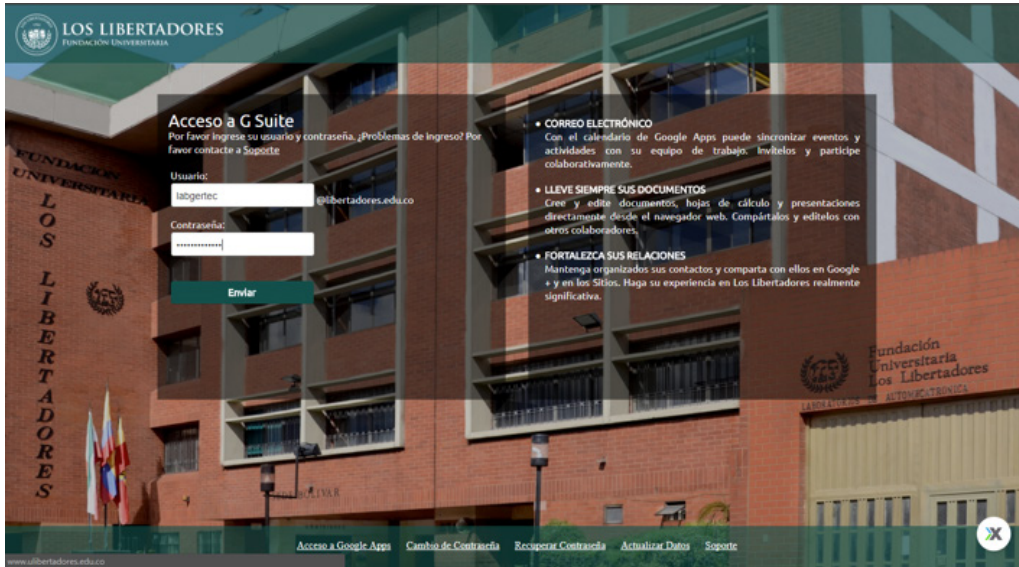 LOS LIBERTADORES
FUNDACIÓN UNIVERSITARIA
Acceso a G Suite
Por favor ingrese su usuario y contraseña. ¿Problemas de ingreso? Por
favor contacte a Soporte
Usuario:
labgertec
@libertadores.edu.co
Contraseña:
Enviar
• CORREO ELECTRÓNICO
Con el calendario de Google Apps puede sincronizar eventos y
actividades con su equipo de trabajo. Invítelos y participe
colaborativamente.
• LLEVE SIEMPRE SUS DOCUMENTOS
Cree y edite documentos, hojas de cálculo y presentaciones
directamente desde el navegador web. Compártalos y edítelos con
otros colaboradores.
• FORTALEZCA SUS RELACIONES
Mantenga organizados sus contactos y comparta con ellos en Google
+ y en los Sitios. Haga su experiencia en Los Libertadores realmente
significativa.
FUNDACION
UNIVERSITARIA
LOS LIBERTADORES
Fundación
Universitaria
Los Libertadores
LABORATORIOS DE AUTOMECATRONICA
SEDE BOLIVAR
Acceso a Google Apps Cambio de Contraseña Recuperar Contraseña Actualizar Datos Soporte
www.ulibertadores.edu.co